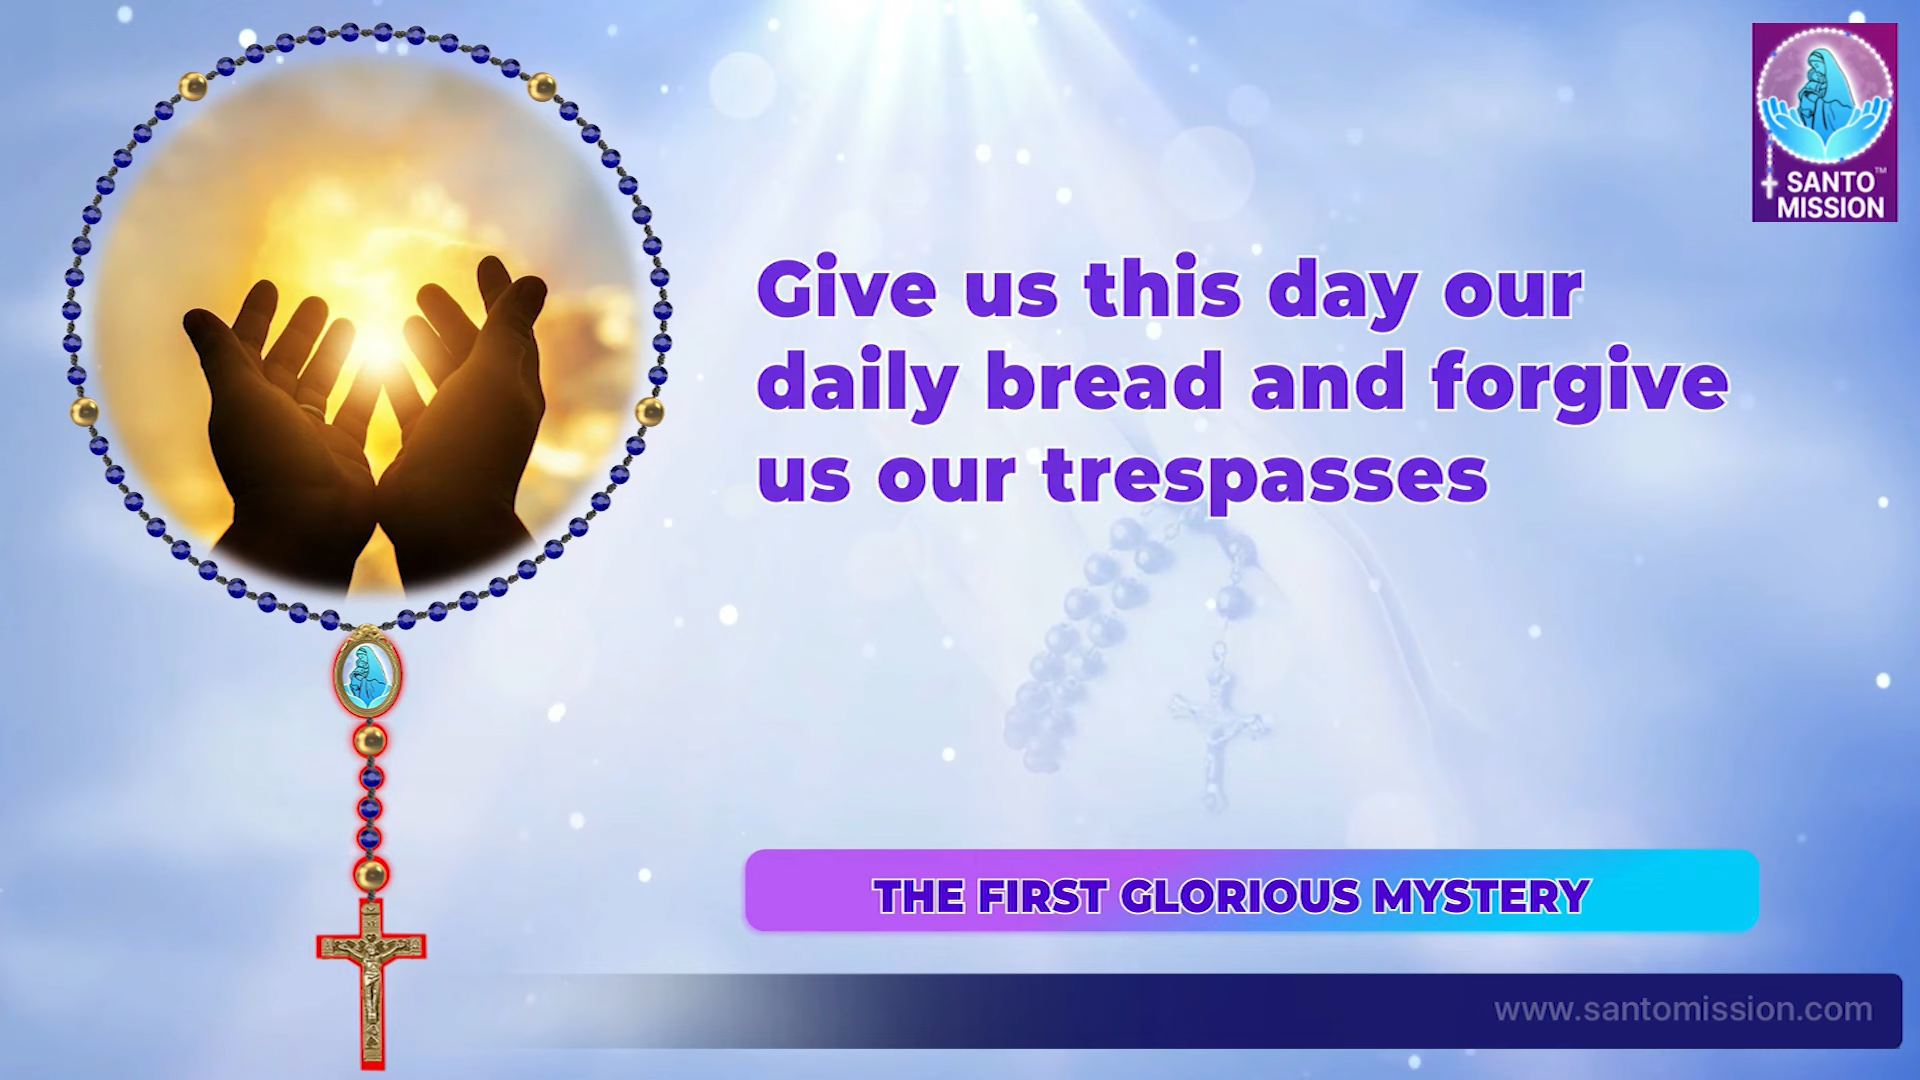 SANTO™
MISSION
Give us this day our
daily bread and forgive
us our trespasses
THE FIRST GLORIOUS MYSTERY
www.santomission.com